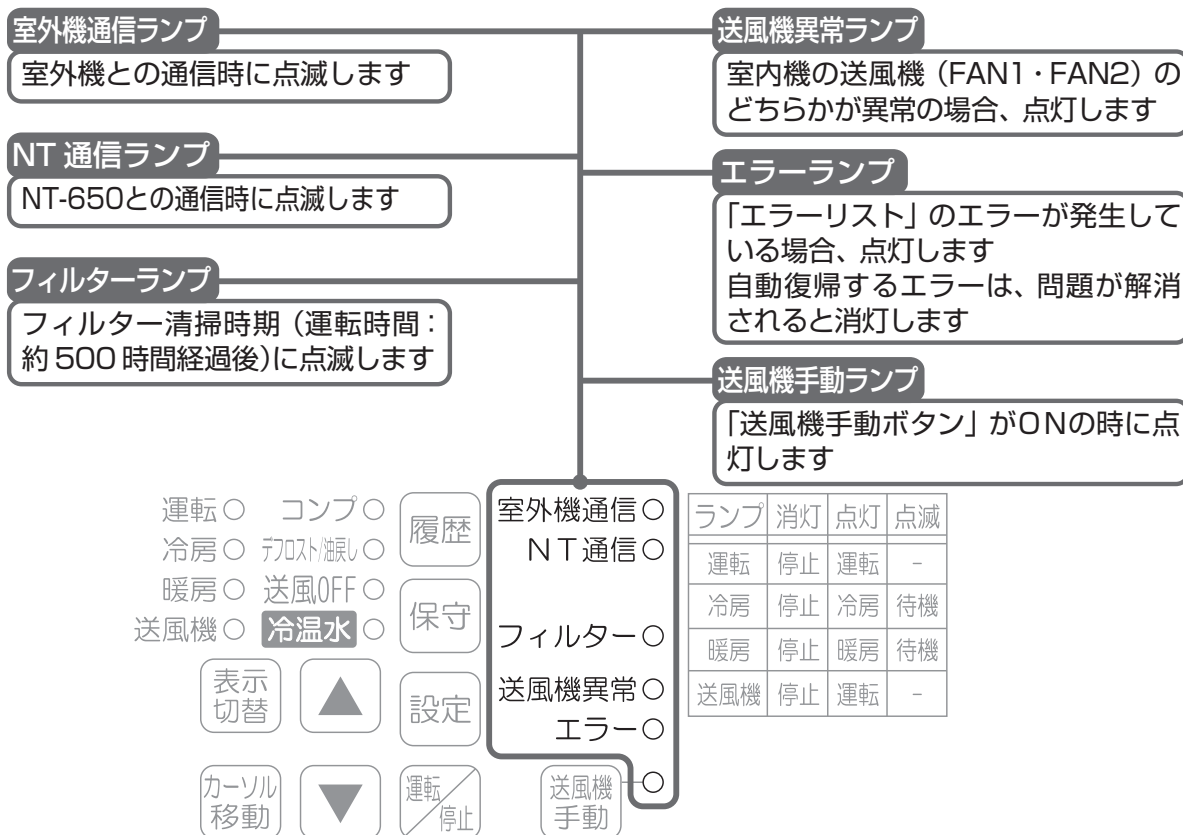 室外機通信ランプ
室外機との通信時に点滅します
NT 通信ランプ
NT-650との通信時に点滅します
フィルターランプ
フィルター清掃時期（運転時間：
約 500 時間経過後）に点滅します
送風機異常ランプ
室内機の送風機（FAN1・FAN2）の
どちらかが異常の場合、点灯します
エラーランプ
「エラーリスト」のエラーが発生して
いる場合、点灯します
自動復帰するエラーは、問題が解消
されると消灯します
送風機手動ランプ
「送風機手動ボタン」がONの時に点
灯します
運転○ コンプ○
冷房○ デフロスト/油戻し○
暖房○ 送風OFF○
送風機○ 冷温水○
履歴
保守
表示
切替
▲
設定
カーソル
移動
▼
運転/停止
室外機通信○
NT通信○
フィルター○
送風機異常○
エラー○
送風機
手動
ランプ 消灯 点灯 点滅
運転 停止 運転 -
冷房 停止 冷房 待機
暖房 停止 暖房 待機
送風機 停止 運転 -